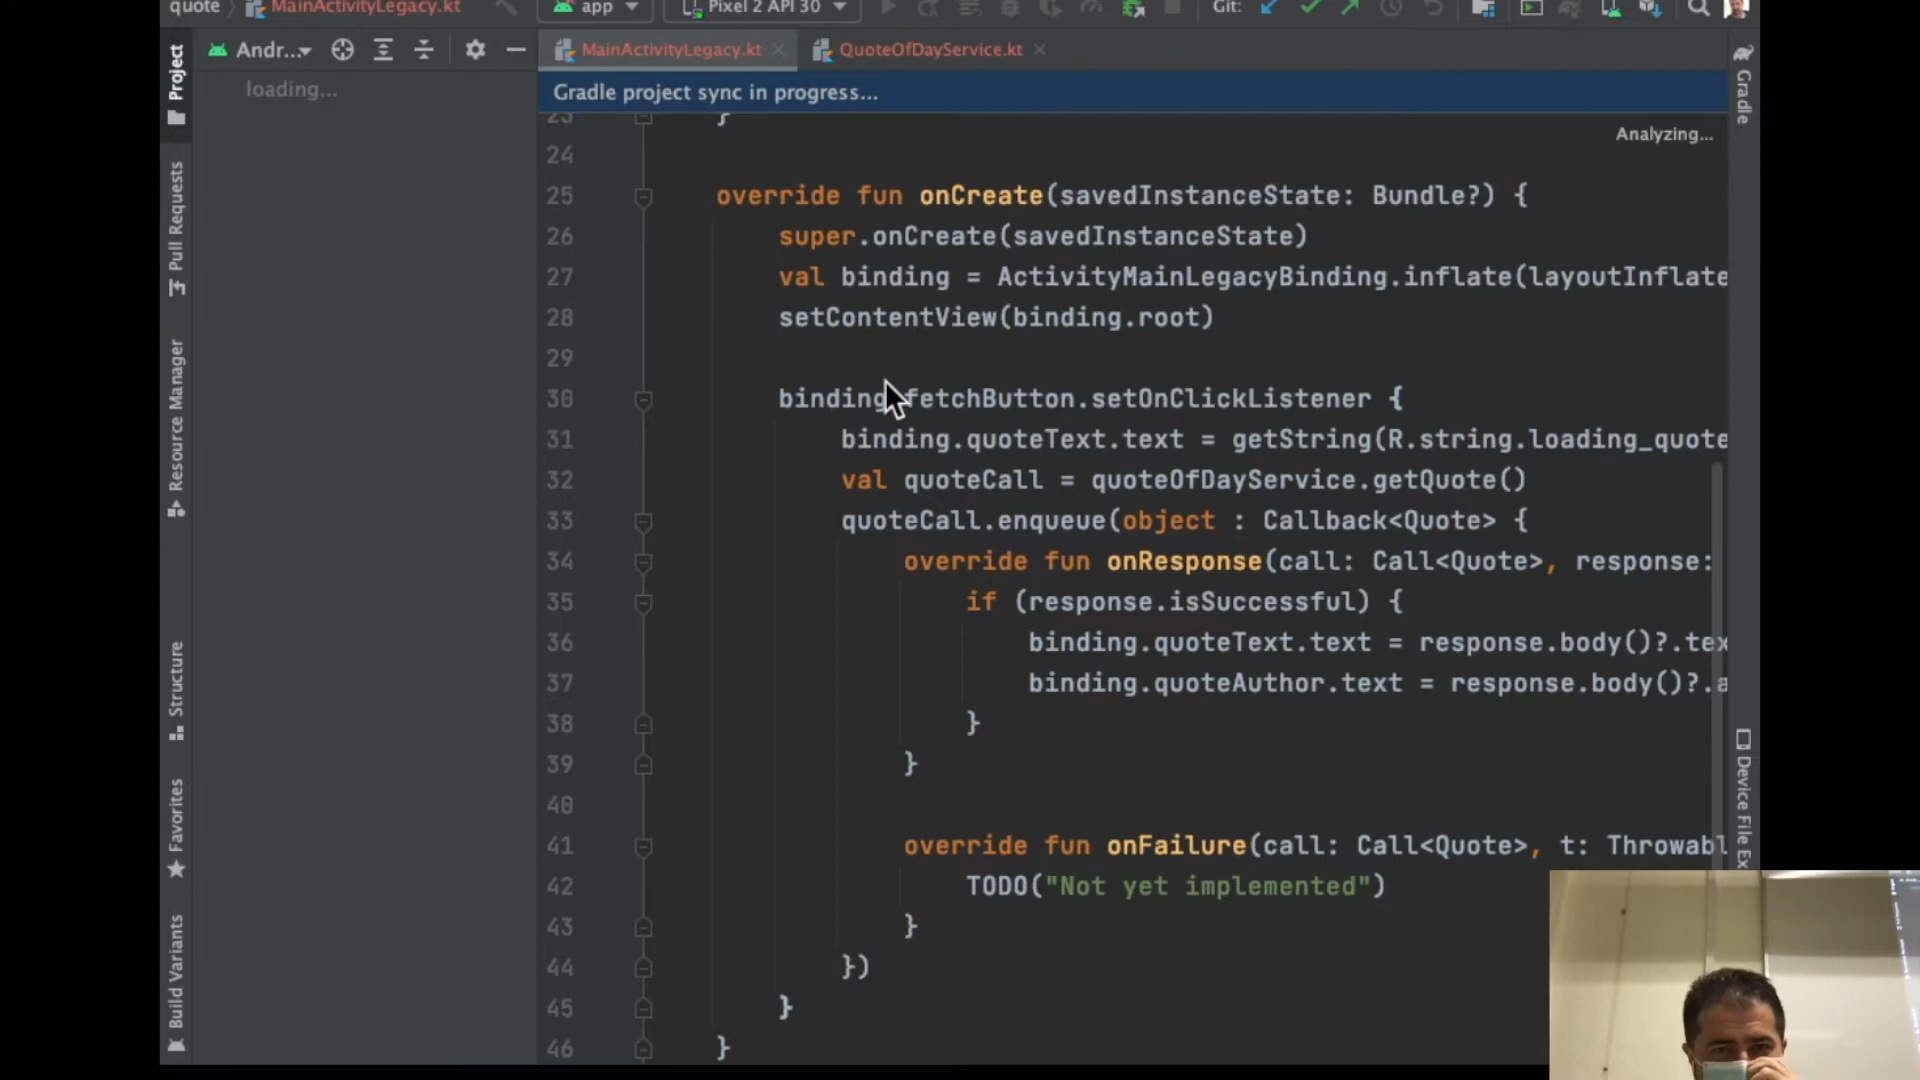 quote MainActivityLegacy.kt app Pixel 2 API 30 Git:
Project
Andr...
MainActivityLegacy.kt QuoteOfDayService.kt
loading...
Gradle project sync in progress...
Gradle
Analyzing...
Pull Requests
Resource Manager
Structure
Favorites
Build Variants
23 }
24
25 override fun onCreate(savedInstanceState: Bundle?) {
26 super.onCreate(savedInstanceState)
27 val binding = ActivityMainLegacyBinding.inflate(layoutInflate
28 setContentView(binding.root)
29
30 binding.fetchButton.setOnClickListener {
31 binding.quoteText.text = getString(R.string.loading_quote
32 val quoteCall = quoteOfDayService.getQuote()
33 quoteCall.enqueue(object : Callback<Quote> {
34 override fun onResponse(call: Call<Quote>, response:
35 if (response.isSuccessful) {
36 binding.quoteText.text = response.body()?.tex
37 binding.quoteAuthor.text = response.body()?.a
38 }
39 }
40
41 override fun onFailure(call: Call<Quote>, t: Throwabl
42 TODO("Not yet implemented")
43 }
44 })
45 }
46 }
Device File Ex